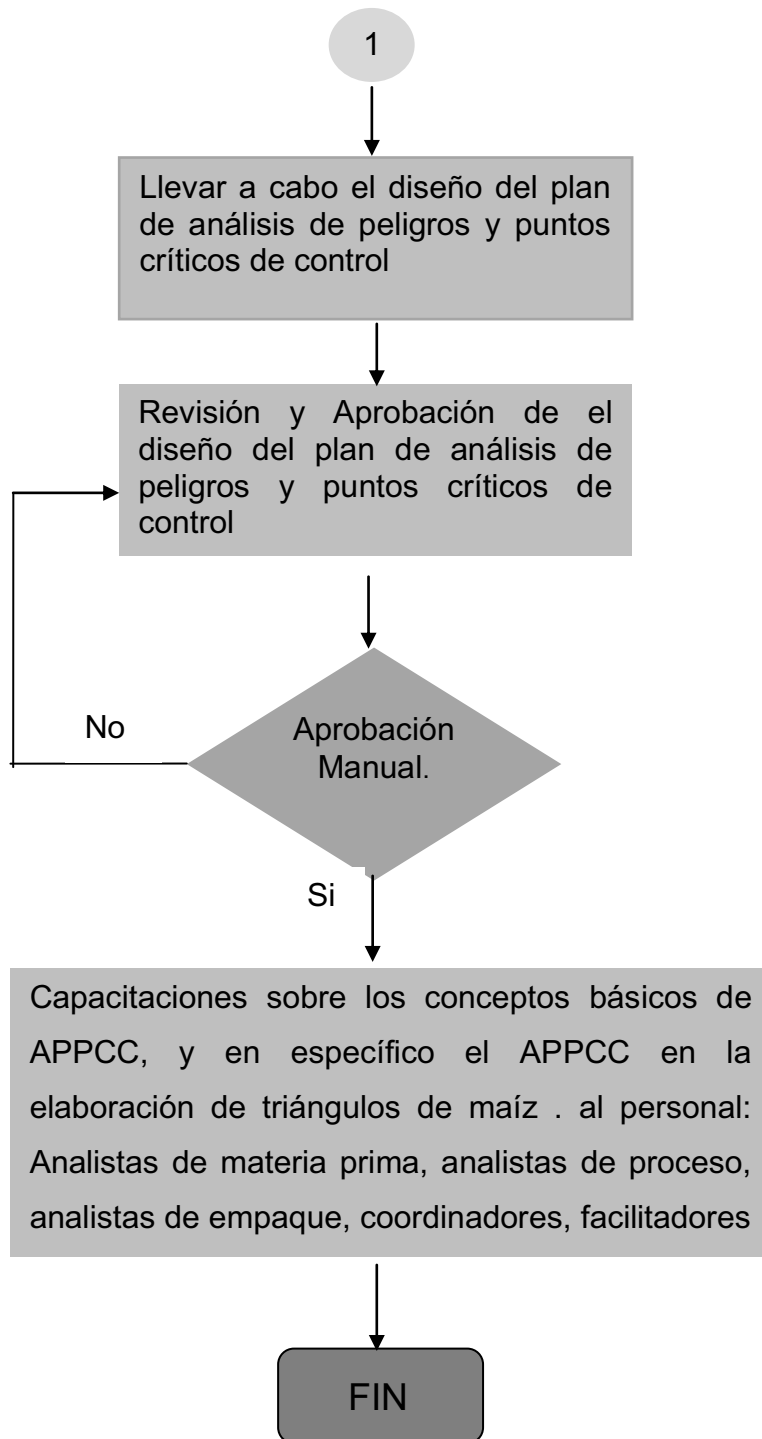 1
Llevar a cabo el diseño del plan
de análisis de peligros y puntos
críticos de control
Revisión y Aprobación de el
diseño del plan de análisis de
peligros y puntos críticos de
control
No
Aprobación
Manual.
Si
Capacitaciones sobre los conceptos básicos de
APPCC, y en específico el APPCC en la
elaboración de triángulos de maíz . al personal:
Analistas de materia prima, analistas de proceso,
analistas de empaque, coordinadores, facilitadores
FIN